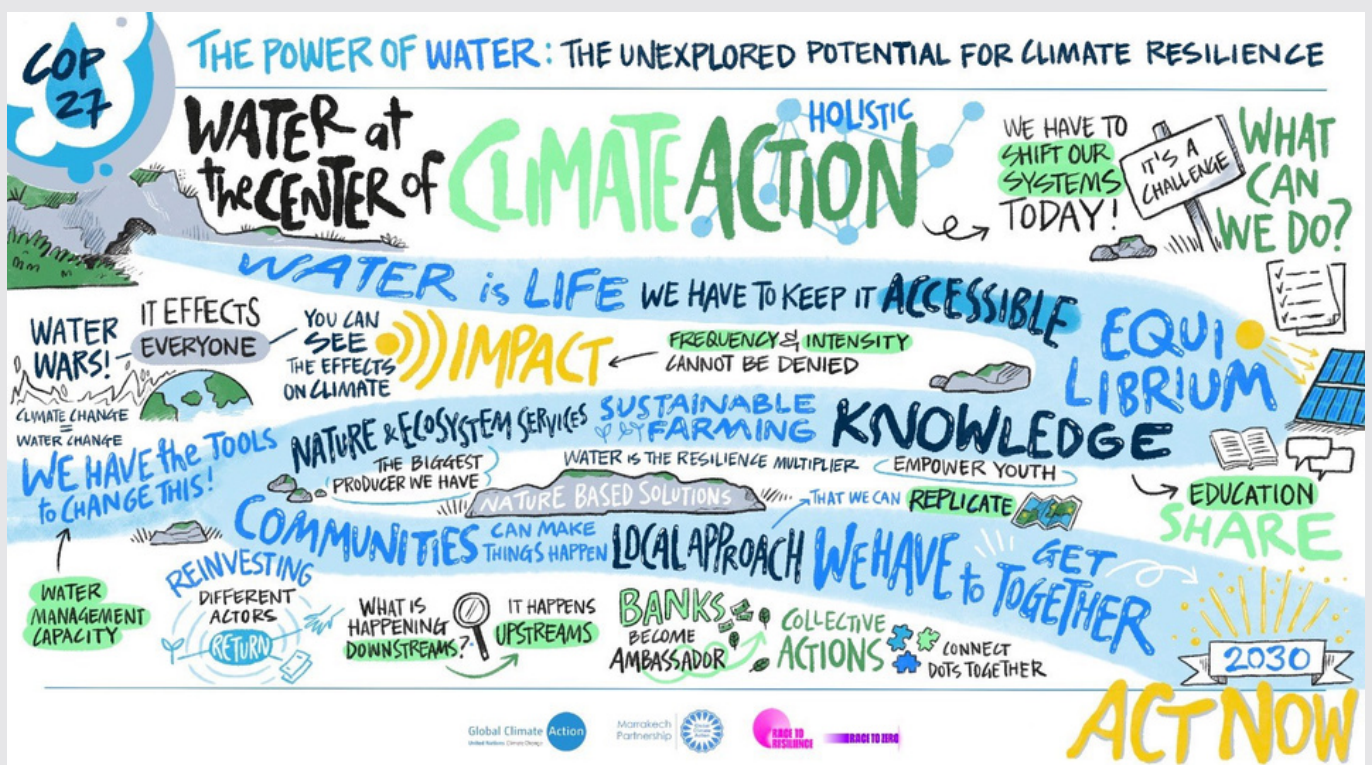 COP
27
THE POWER OF WATER: THE UNEXPLORED POTENTIAL FOR CLIMATE RESILIENCE
WATER at
the CENTER of
CLIMATE ACTION
HOLISTIC
WE HAVE TO
SHIFT OUR
SYSTEMS
TODAY!
IT'S A
CHALLENGE
WHAT
CAN
WE DO?
WATER is LIFE WE HAVE TO KEEP IT ACCESSIBLE
EQUI
LIBRIUM
WATER
WARS!
IT EFFECTS
EVERYONE
YOU CAN
SEE
THE EFFECTS
ON CLIMATE
IMPACT
FREQUENCY & INTENSITY
CANNOT BE DENIED
CLIMATE CHANGE
=
WATER CHANGE
WE HAVE the TOOLS
to CHANGE THIS!
NATURE & ECOSYSTEM SERVICES
THE BIGGEST
PRODUCER WE HAVE
SUSTAINABLE
FARMING
KNOWLEDGE
WATER IS THE RESILIENCE MULTIPLIER
EMPOWER YOUTH
NATURE BASED SOLUTIONS
THAT WE CAN REPLICATE
EDUCATION
SHARE
COMMUNITIES
CAN MAKE
THINGS HAPPEN
LOCAL APPROACH
WE HAVE to GET
TOGETHER
WATER
MANAGEMENT
CAPACITY
REINVESTING
DIFFERENT
ACTORS
RETURN
WHAT IS
HAPPENING
DOWNSTREAMS?
IT HAPPENS
UPSTREAMS
BANKS
BECOME
AMBASSADOR
COLLECTIVE
ACTIONS
CONNECT
DOTS TOGETHER
2030
ACT NOW
Global Climate Action
United Nations Climate Change
Marrakech
Partnership
RACE TO
RESILIENCE
RACE TO ZERO